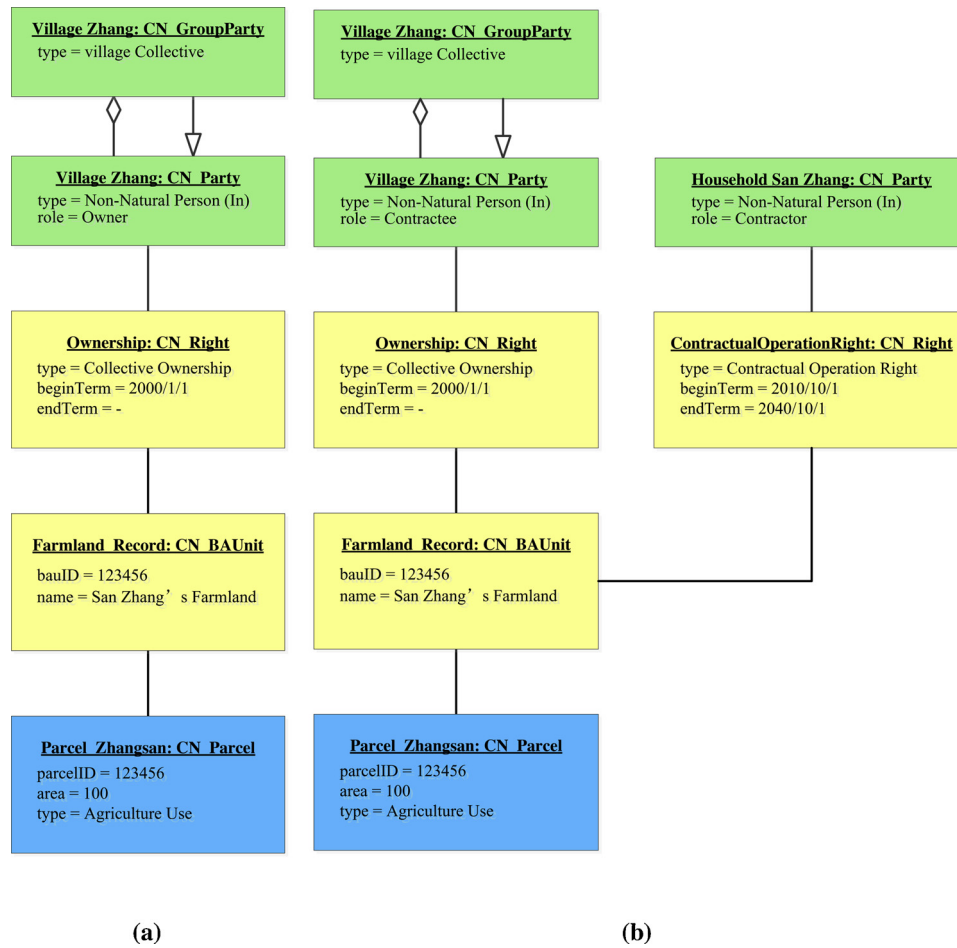 Village Zhang: CN_GroupParty
type = village Collective
Village Zhang: CN_Party
type = Non-Natural Person (In)
role = Owner
Ownership: CN_Right
type = Collective Ownership
beginTerm = 2000/1/1
endTerm = -
Farmland_Record: CN_BAUnit
bauID = 123456
name = San Zhang’s Farmland
Parcel_Zhangsan: CN_Parcel
parcelID = 123456
area = 100
type = Agriculture Use
(a)
Village Zhang: CN_GroupParty
type = village Collective
Village Zhang: CN_Party
type = Non-Natural Person (In)
role = Contractee
Ownership: CN_Right
type = Collective Ownership
beginTerm = 2000/1/1
endTerm = -
Farmland_Record: CN_BAUnit
bauID = 123456
name = San Zhang’s Farmland
Parcel_Zhangsan: CN_Parcel
parcelID = 123456
area = 100
type = Agriculture Use
Household San Zhang: CN_Party
type = Non-Natural Person (In)
role = Contractor
ContractualOperationRight: CN_Right
type = Contractual Operation Right
beginTerm = 2010/10/1
endTerm = 2040/10/1
(b)